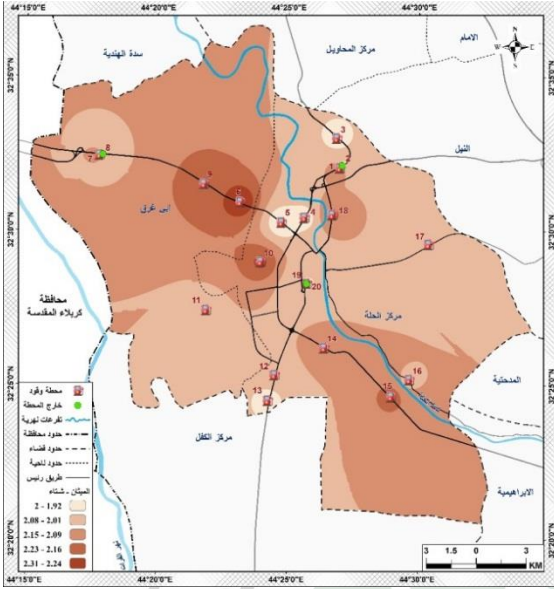 44°15'0"E 44°20'0"E 44°25'0"E 44°30'0"E
32°35'0"N
32°30'0"N
32°25'0"N
32°20'0"N
32°35'0"N
32°30'0"N
32°25'0"N
32°20'0"N
N
W E
S
الامام
سدة الهندية
مركز المحاويل
النيل
3
2
1
8
7
9
6
5
4
18
ابي غرق
17
10
19
20
محافظة
كربلاء المقدسة
11
مركز الحلة
14
12
16
المدحتية
13
15
مركز الكفل
الابراهيمية
محطة وقود
خارج المحطة
تفرعات نهرية
حدود محافظة
حدود قضاء
حدود ناحية
طريق رئيس
الميثان - شتاء
2 - 1.92
2.08 - 2.01
2.15 - 2.09
2.23 - 2.16
2.31 - 2.24
3 1.5 0 3
KM
44°15'0"E 44°20'0"E 44°25'0"E 44°30'0"E